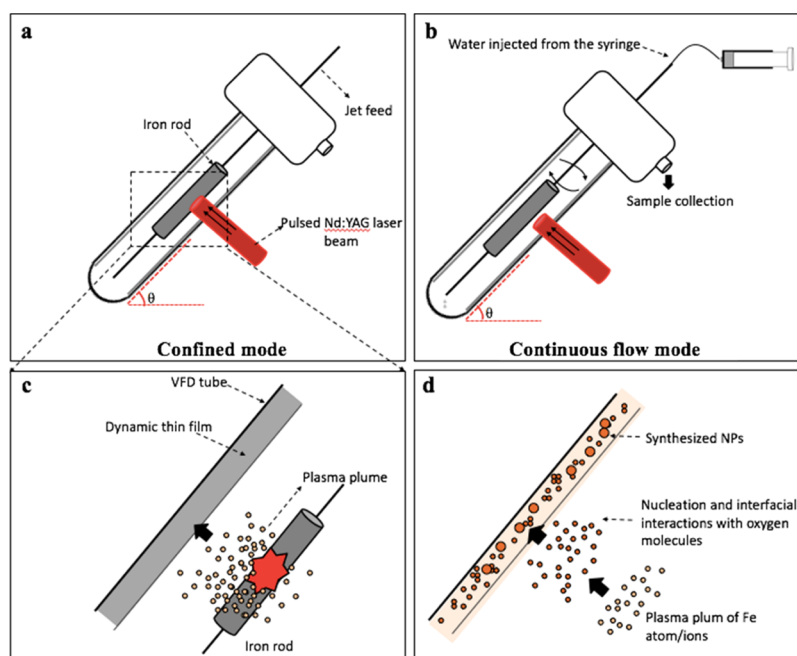 a
Jet feed
Iron rod
Pulsed Nd:YAG laser
beam
θ
Confined mode
b
Water injected from the syringe
Sample collection
θ
Continuous flow mode
c
VFD tube
Dynamic thin film
Plasma plume
Iron rod
d
Synthesized NPs
Nucleation and interfacial
interactions with oxygen
molecules
Plasma plum of Fe
atom/ions